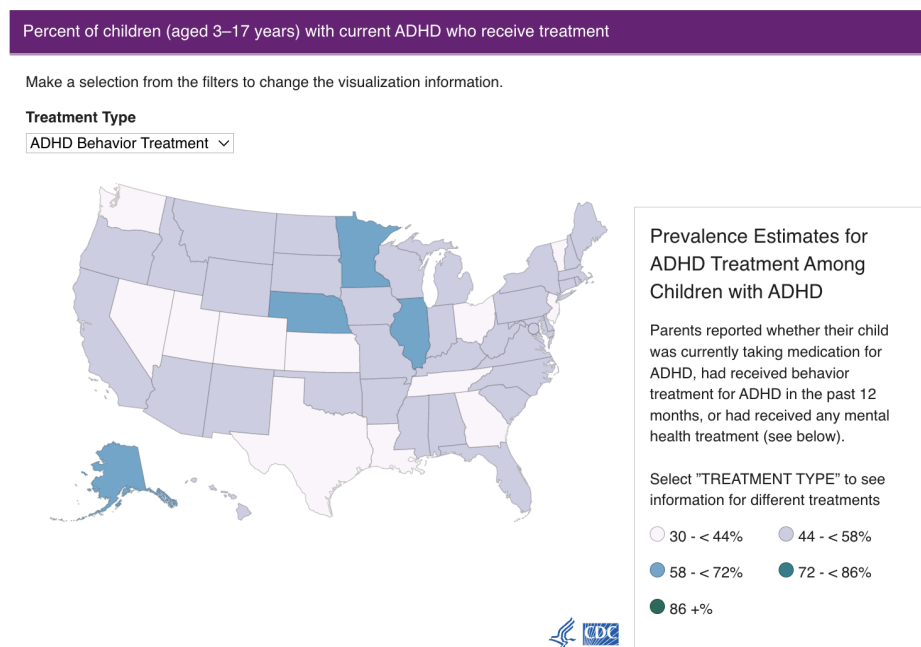 Percent of children (aged 3–17 years) with current ADHD who receive treatment
Make a selection from the filters to change the visualization information.
Treatment Type
ADHD Behavior Treatment
Prevalence Estimates for
ADHD Treatment Among
Children with ADHD
Parents reported whether their child
was currently taking medication for
ADHD, had received behavior
treatment for ADHD in the past 12
months, or had received any mental
health treatment (see below).
Select ”TREATMENT TYPE” to see
information for different treatments
30 - < 44%
44 - < 58%
58 - < 72%
72 - < 86%
86 +%
CDC